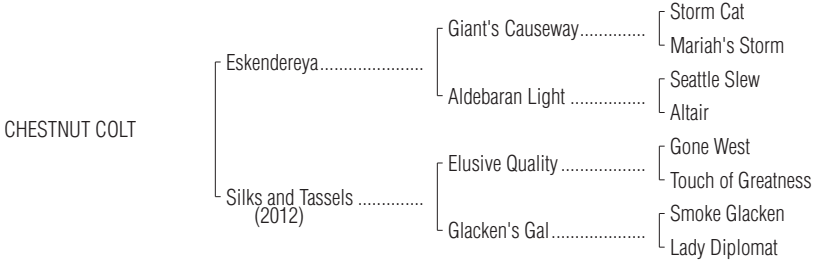 Storm Cat
Giant's Causeway..............
Mariah's Storm
Eskendereya......................
Seattle Slew
Aldebaran Light ................
Altair
CHESTNUT COLT
Gone West
Elusive Quality ..................
Touch of Greatness
Silks and Tassels ..............
(2012)
Smoke Glacken
Glacken's Gal....................
Lady Diplomat